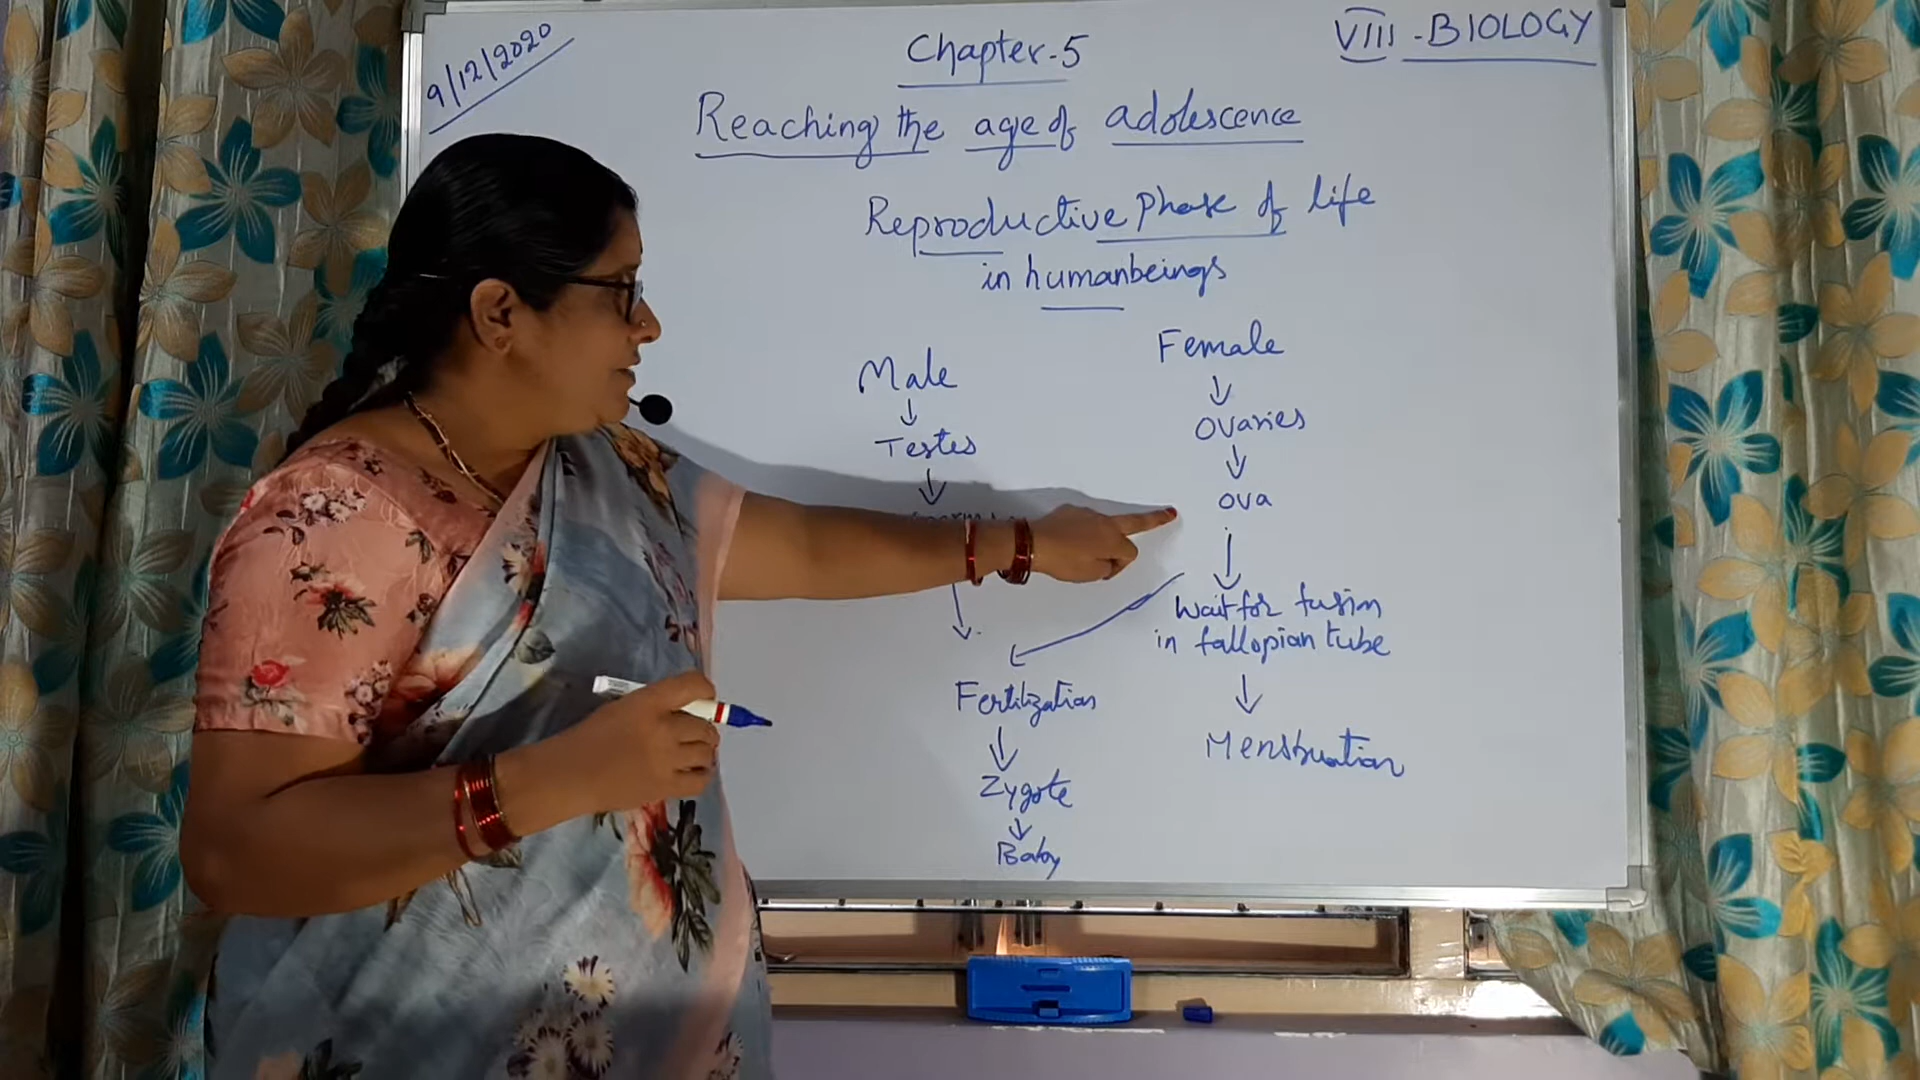 9/12/2020
Chapter-5
VIII - BIOLOGY
Reaching the age of adolescence
Reproductive Phase of life
in humanbeings
Male
Female
Testes
Ovaries
ova
Wait for fusion
in fallopian tube
Fertilization
Menstruation
Zygote
Baby